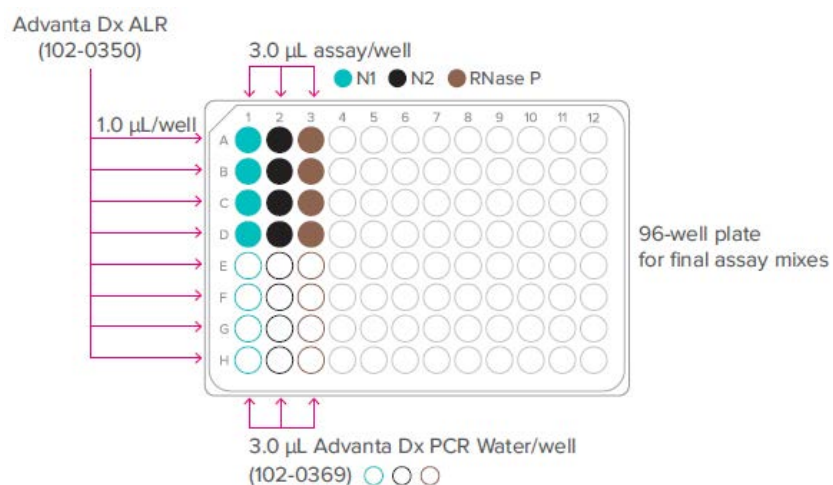 Advanta Dx ALR
(102-0350)
3.0 µL assay/well
N1 N2 RNase P
1.0 µL/well
1 2 3 4 5 6 7 8 9 10 11 12
A
B
C
D
E
F
G
H
96-well plate
for final assay mixes
3.0 µL Advanta Dx PCR Water/well
(102-0369)